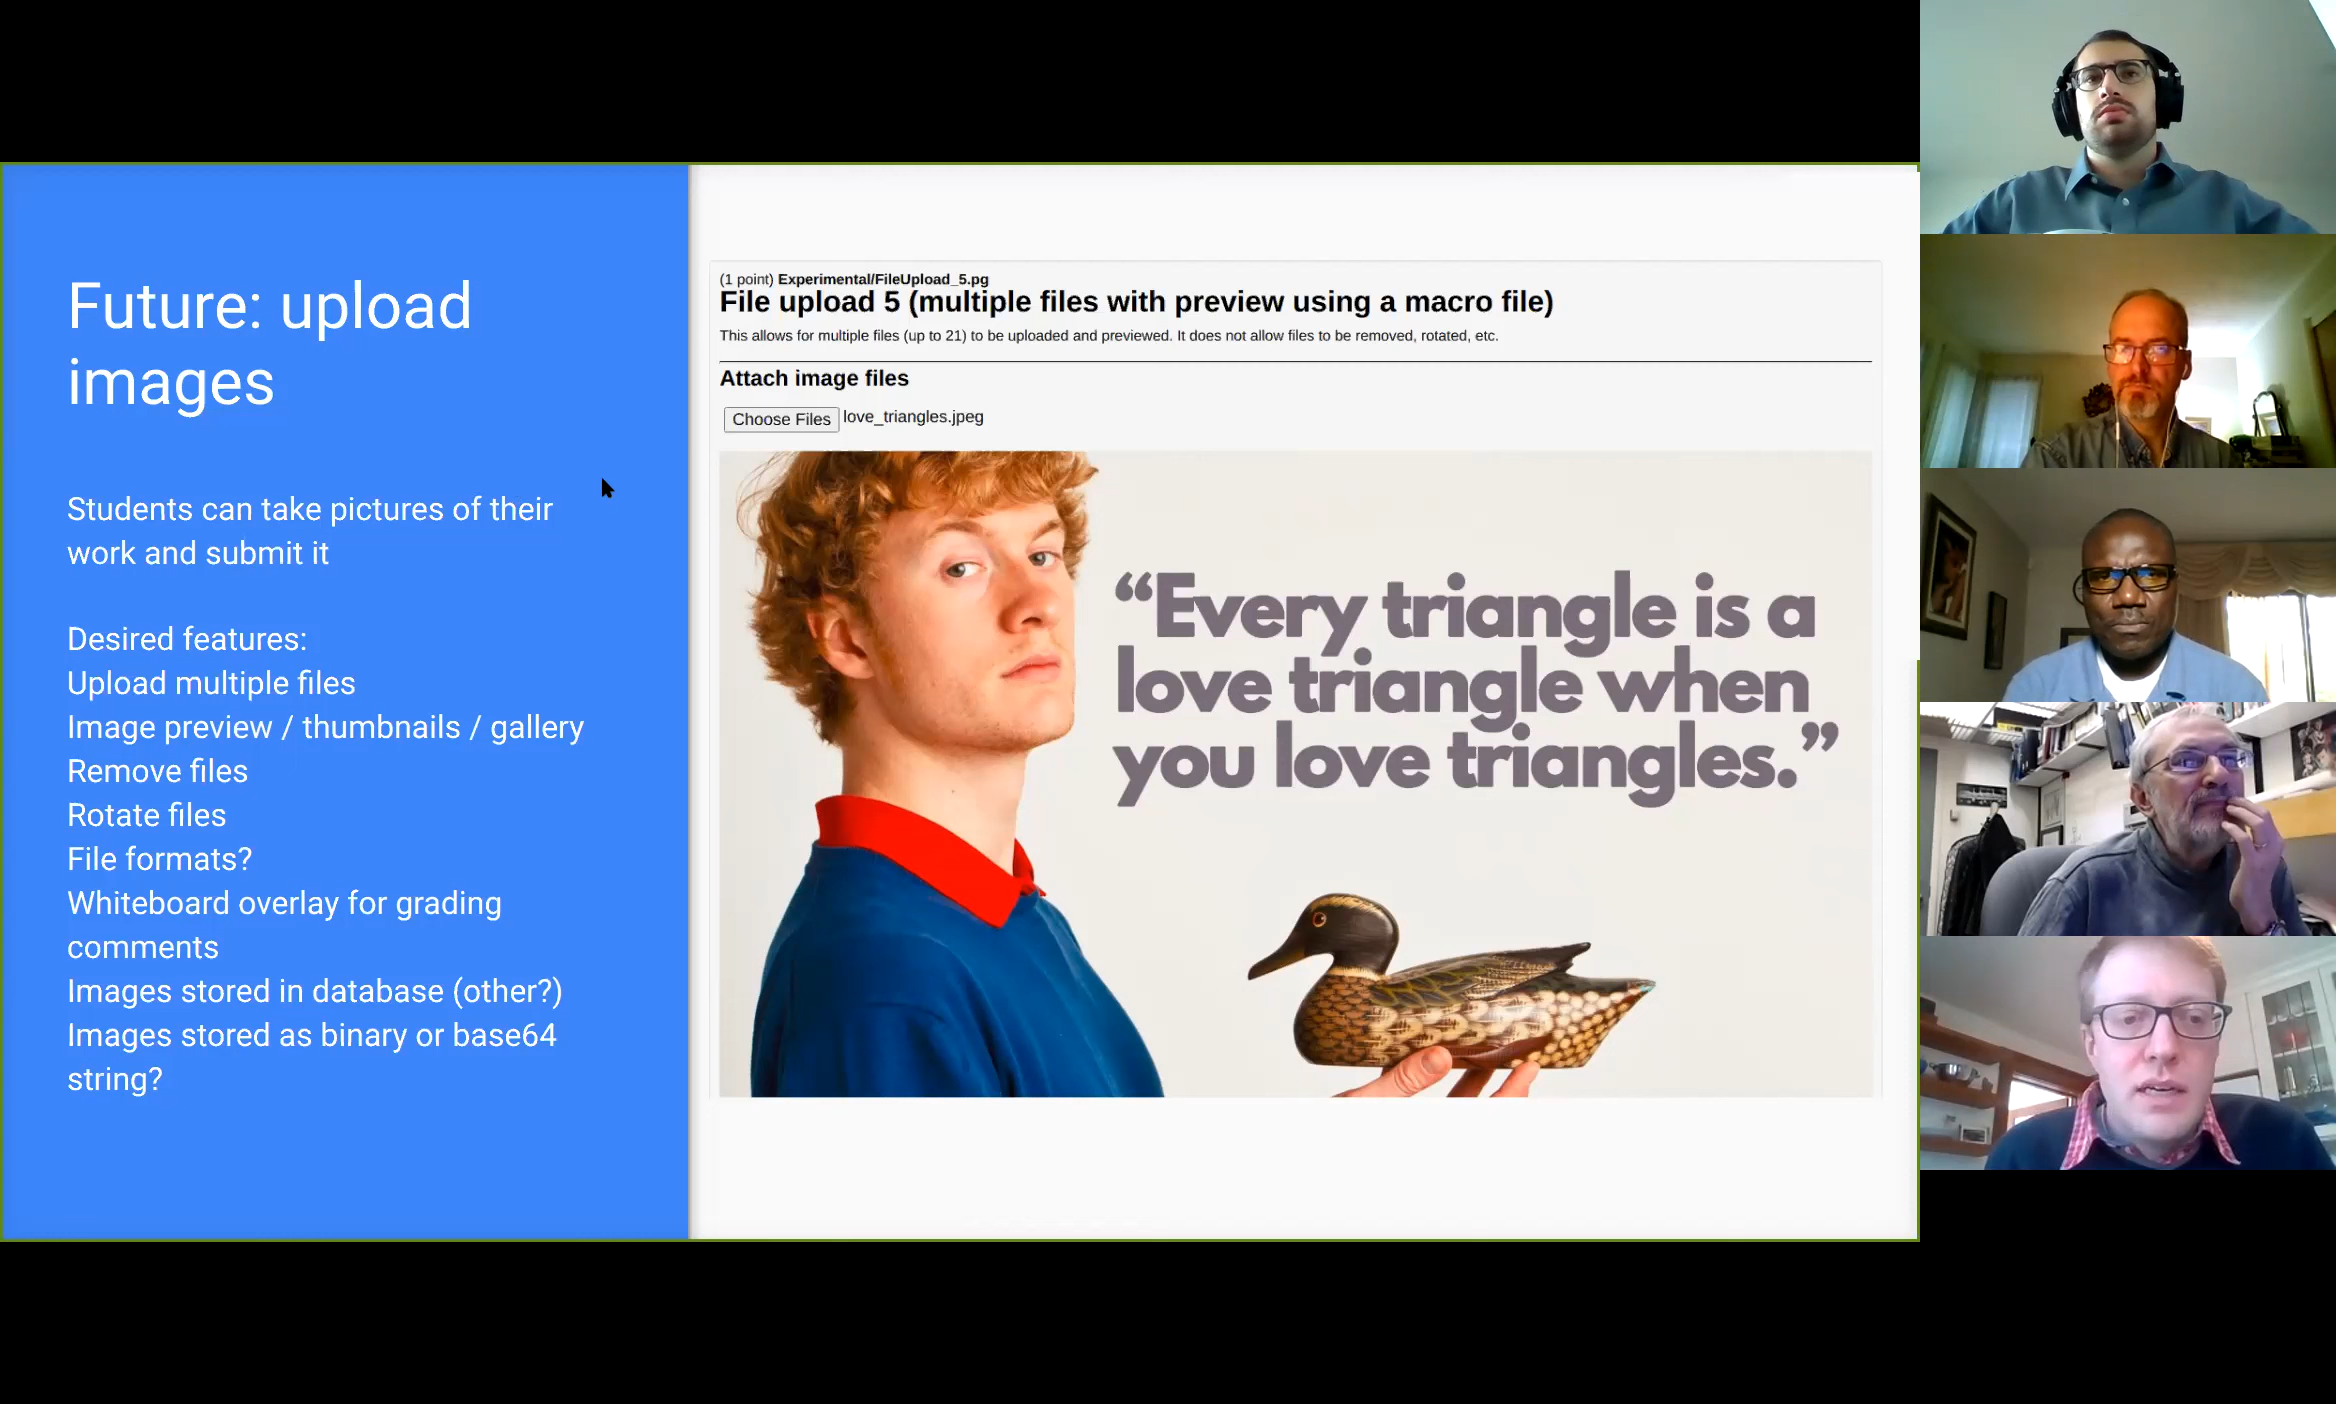 Future: upload
images
Students can take pictures of their
work and submit it
Desired features:
Upload multiple files
Image preview / thumbnails / gallery
Remove files
Rotate files
File formats?
Whiteboard overlay for grading
comments
Images stored in database (other?)
Images stored as binary or base64
string?
(1 point) Experimental/FileUpload_5.pg
File upload 5 (multiple files with preview using a macro file)
This allows for multiple files (up to 21) to be uploaded and previewed. It does not allow files to be removed, rotated, etc.
Attach image files
Choose Files love_triangles.jpeg
“Every triangle is a
love triangle when
you love triangles.”